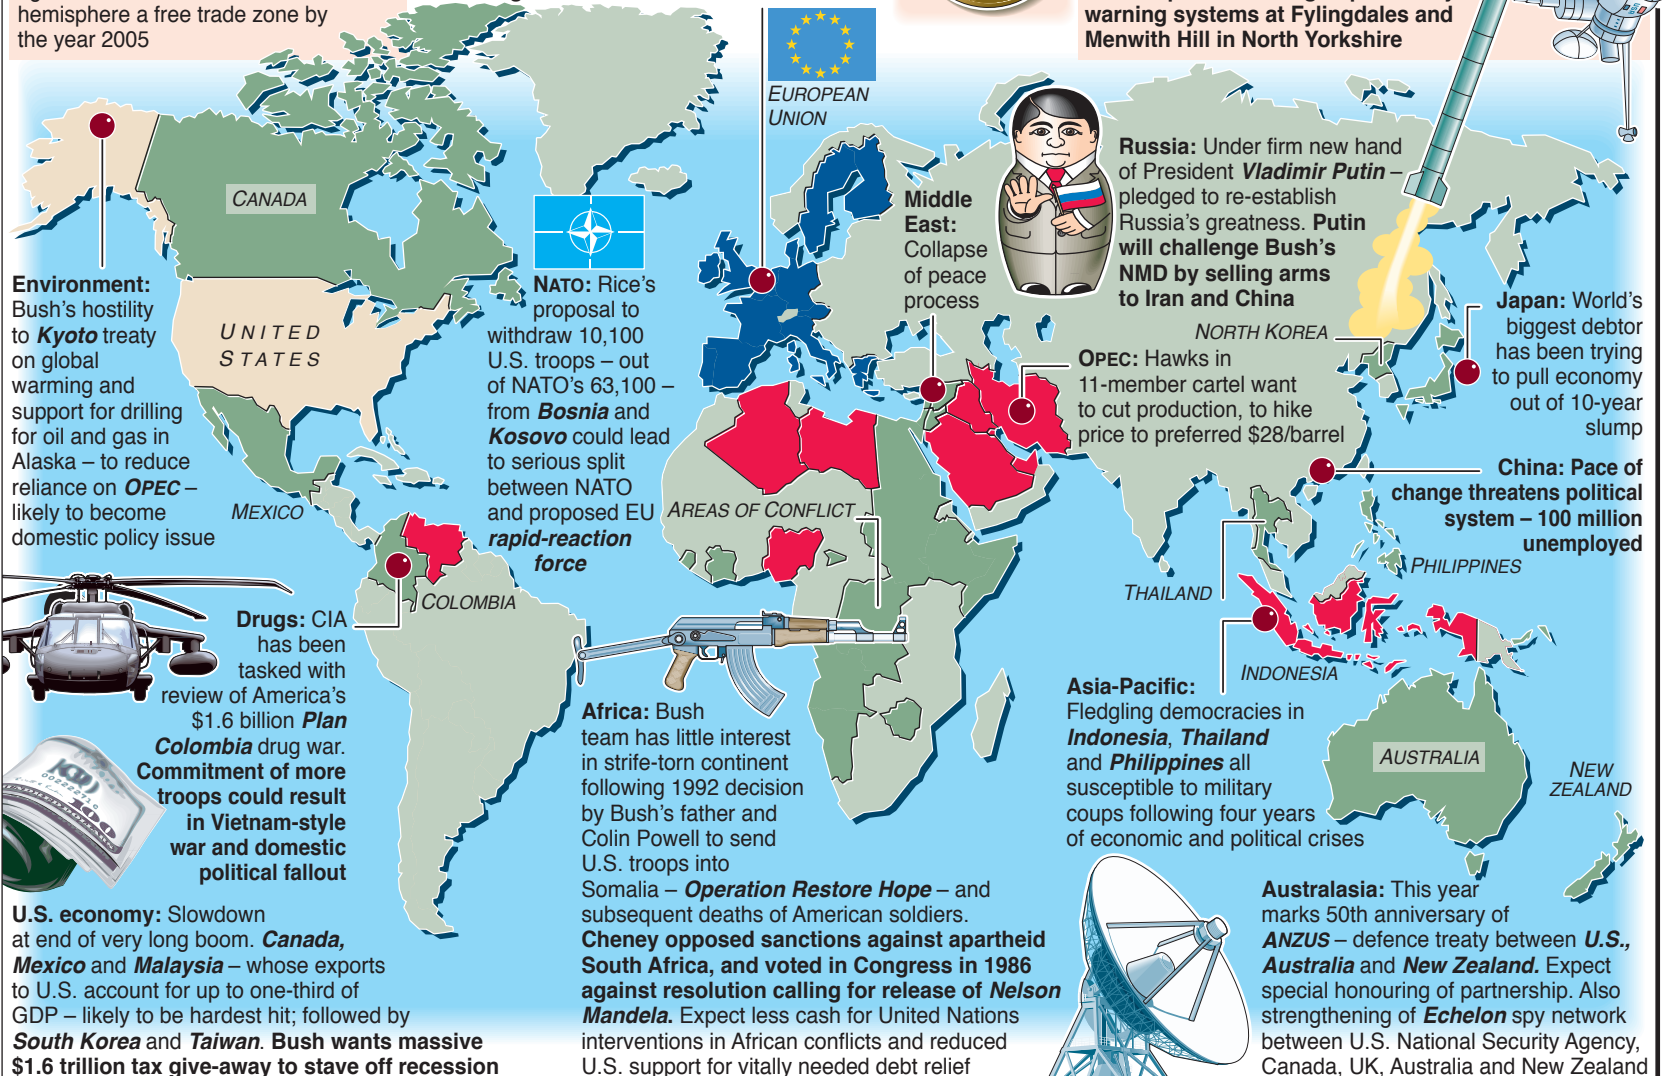 hemisphere a free trade zone by
the year 2005
warning systems at Fylingdales and
Menwith Hill in North Yorkshire
EUROPEAN
UNION
CANADA
UNITED
STATES
MEXICO
COLOMBIA
Environment:
Bush's hostility
to Kyoto treaty
on global
warming and
support for drilling
for oil and gas in
Alaska – to reduce
reliance on OPEC –
likely to become
domestic policy issue
NATO: Rice's
proposal to
withdraw 10,100
U.S. troops – out
of NATO's 63,100 –
from Bosnia and
Kosovo could lead
to serious split
between NATO
and proposed EU
rapid-reaction
force
Middle
East:
Collapse
of peace
process
Russia: Under firm new hand
of President Vladimir Putin –
pledged to re-establish
Russia's greatness. Putin
will challenge Bush's
NMD by selling arms
to Iran and China
NORTH KOREA
OPEC: Hawks in
11-member cartel want
to cut production, to hike
price to preferred $28/barrel
Japan: World's
biggest debtor
has been trying
to pull economy
out of 10-year
slump
China: Pace of
change threatens political
system – 100 million
unemployed
AREAS OF CONFLICT
THAILAND
PHILIPPINES
INDONESIA
AUSTRALIA
NEW
ZEALAND
Drugs: CIA
has been
tasked with
review of America's
$1.6 billion Plan
Colombia drug war.
Commitment of more
troops could result
in Vietnam-style
war and domestic
political fallout
100
U.S. economy: Slowdown
at end of very long boom. Canada,
Mexico and Malaysia – whose exports
to U.S. account for up to one-third of
GDP – likely to be hardest hit; followed by
South Korea and Taiwan. Bush wants massive
$1.6 trillion tax give-away to stave off recession
Africa: Bush
team has little interest
in strife-torn continent
following 1992 decision
by Bush's father and
Colin Powell to send
U.S. troops into
Somalia – Operation Restore Hope – and
subsequent deaths of American soldiers.
Cheney opposed sanctions against apartheid
South Africa, and voted in Congress in 1986
against resolution calling for release of Nelson
Mandela. Expect less cash for United Nations
interventions in African conflicts and reduced
U.S. support for vitally needed debt relief
Asia-Pacific:
Fledgling democracies in
Indonesia, Thailand
and Philippines all
susceptible to military
coups following four years
of economic and political crises
Australasia: This year
marks 50th anniversary of
ANZUS – defence treaty between U.S.,
Australia and New Zealand. Expect
special honouring of partnership. Also
strengthening of Echelon spy network
between U.S. National Security Agency,
Canada, UK, Australia and New Zealand